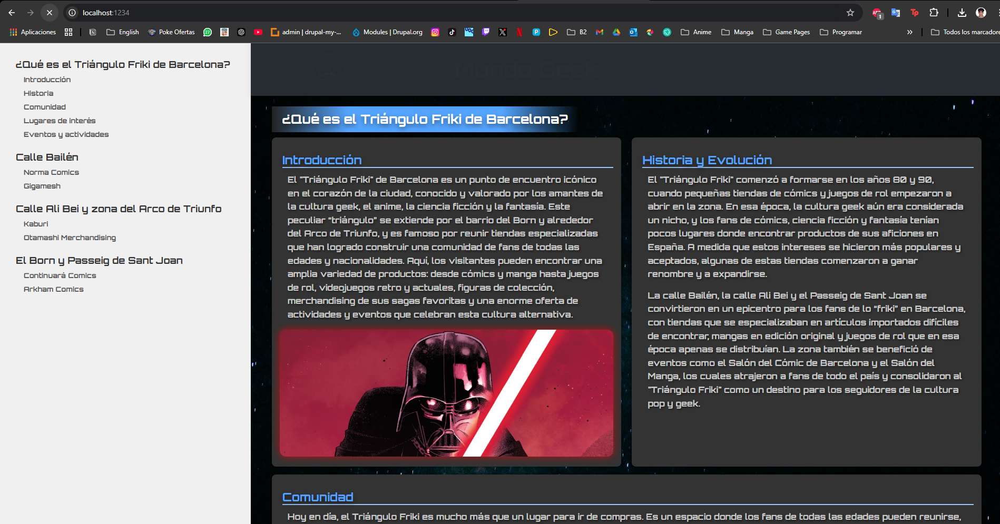 localhost:1234
1
Aplicaciones
English
Poke Ofertas
27
admin | drupal-my-...
Modules | Drupal.org
B2
Anime
Manga
Game Pages
Programar
»
Todos los marcadore
¿Qué es el Triángulo Friki de Barcelona?
Introducción
Historia
Comunidad
Lugares de interés
Eventos y actividades
Calle Bailén
Norma Comics
Gigamesh
Calle Ali Bei y zona del Arco de Triunfo
Kaburi
Otamashi Merchandising
El Born y Passeig de Sant Joan
Continuará Comics
Arkham Comics
Mundo Geek
¿Qué es el Triángulo Friki de Barcelona?
Introducción
El "Triángulo Friki" de Barcelona es un punto de encuentro icónico
en el corazón de la ciudad, conocido y valorado por los amantes de
la cultura geek, el anime, la ciencia ficción y la fantasía. Este
peculiar “triángulo” se extiende por el barrio del Born y alrededor
del Arco de Triunfo, y es famoso por reunir tiendas especializadas
que han logrado construir una comunidad de fans de todas las
edades y nacionalidades. Aquí, los visitantes pueden encontrar una
amplia variedad de productos: desde cómics y manga hasta juegos
de rol, videojuegos retro y actuales, figuras de colección,
merchandising de sus sagas favoritas y una enorme oferta de
actividades y eventos que celebran esta cultura alternativa.
Historia y Evolución
El "Triángulo Friki" comenzó a formarse en los años 80 y 90,
cuando pequeñas tiendas de cómics y juegos de rol empezaron a
abrir en la zona. En esa época, la cultura geek aún era considerada
un nicho, y los fans de cómics, ciencia ficción y fantasía tenían
pocos lugares donde encontrar productos de sus aficiones en
España. A medida que estos intereses se hicieron más populares y
aceptados, algunas de estas tiendas comenzaron a ganar
renombre y a expandirse.
La calle Bailén, la calle Ali Bei y el Passeig de Sant Joan se
convirtieron en un epicentro para los fans de lo “friki” en Barcelona,
con tiendas que se especializaban en artículos importados difíciles
de encontrar, mangas en edición original y juegos de rol que en esa
época apenas se distribuían. La zona también se benefició de
eventos como el Salón del Cómic de Barcelona y el Salón del
Manga, los cuales atrajeron a fans de todo el país y consolidaron al
"Triángulo Friki" como un destino para los seguidores de la cultura
pop y geek.
Comunidad
Hoy en día, el Triángulo Friki es mucho más que un lugar para ir de compras. Es un espacio donde los fans de todas las edades pueden reunirse,